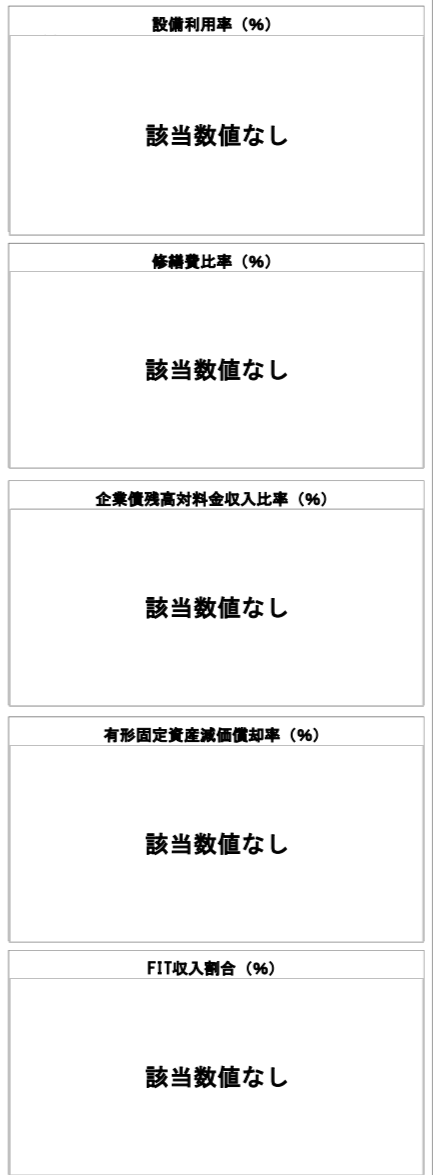 設備利用率（%）
該当数値なし
修繕費比率（%）
該当数値なし
企業債残高対料金収入比率（%）
該当数値なし
有形固定資産減価償却率（%）
該当数値なし
FIT収入割合（%）
該当数値なし